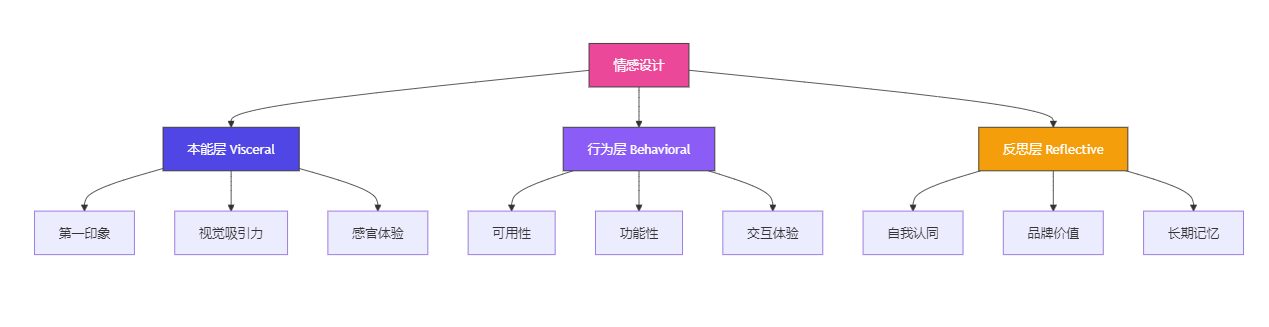 情感设计
本能层 Visceral
行为层 Behavioral
反思层 Reflective
第一印象
视觉吸引力
感官体验
可用性
功能性
交互体验
自我认同
品牌价值
长期记忆